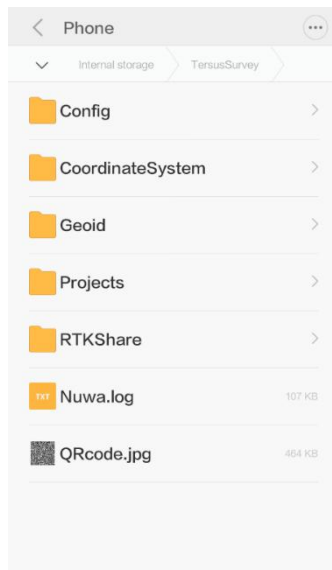 Phone
Internal storage TersusSurvey
Config
CoordinateSystem
Geoid
Projects
RTKShare
TXT Nuwa.log 107 KB
QRcode.jpg 464 KB